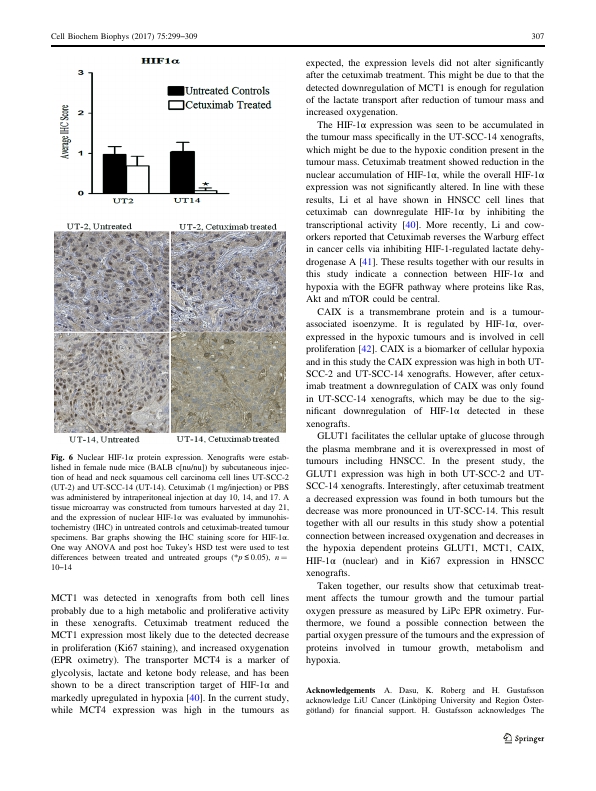 Cell Biochem Biophys (2017) 75:299–309
307
HIF1α
3
2
1
0
Average IHC Score
Untreated Controls
Cetuximab Treated
*
UT2
UT14
UT-2, Untreated
UT-2, Cetuximab treated
UT-14, Untreated
UT-14, Cetuximab treated
Fig. 6 Nuclear HIF-1α protein expression. Xenografts were estab-
lished in female nude mice (BALB c[nu/nu]) by subcutaneous injec-
tion of head and neck squamous cell carcinoma cell lines UT-SCC-2
(UT-2) and UT-SCC-14 (UT-14). Cetuximab (1 mg/injection) or PBS
was administered by intraperitoneal injection at day 10, 14, and 17. A
tissue microarray was constructed from tumours harvested at day 21,
and the expression of nuclear HIF-1α was evaluated by immunohis-
tochemistry (IHC) in untreated controls and cetuximab-treated tumour
specimens. Bar graphs showing the IHC staining score for HIF-1α.
One way ANOVA and post hoc Tukey's HSD test were used to test
differences between treated and untreated groups (*p ≤ 0.05), n =
10–14
MCT1 was detected in xenografts from both cell lines
probably due to a high metabolic and proliferative activity
in these xenografts. Cetuximab treatment reduced the
MCT1 expression most likely due to the detected decrease
in proliferation (Ki67 staining), and increased oxygenation
(EPR oximetry). The transporter MCT4 is a marker of
glycolysis, lactate and ketone body release, and has been
shown to be a direct transcription target of HIF-1α and
markedly upregulated in hypoxia [40]. In the current study,
while MCT4 expression was high in the tumours as
expected, the expression levels did not alter significantly
after the cetuximab treatment. This might be due to that the
detected downregulation of MCT1 is enough for regulation
of the lactate transport after reduction of tumour mass and
increased oxygenation.
The HIF-1α expression was seen to be accumulated in
the tumour mass specifically in the UT-SCC-14 xenografts,
which might be due to the hypoxic condition present in the
tumour mass. Cetuximab treatment showed reduction in the
nuclear accumulation of HIF-1α, while the overall HIF-1α
expression was not significantly altered. In line with these
results, Li et al have shown in HNSCC cell lines that
cetuximab can downregulate HIF-1α by inhibiting the
transcriptional activity [40]. More recently, Li and cow-
orkers reported that Cetuximab reverses the Warburg effect
in cancer cells via inhibiting HIF-1-regulated lactate dehy-
drogenase A [41]. These results together with our results in
this study indicate a connection between HIF-1α and
hypoxia with the EGFR pathway where proteins like Ras,
Akt and mTOR could be central.
CAIX is a transmembrane protein and is a tumour-
associated isoenzyme. It is regulated by HIF-1α, over-
expressed in the hypoxic tumours and is involved in cell
proliferation [42]. CAIX is a biomarker of cellular hypoxia
and in this study the CAIX expression was high in both UT-
SCC-2 and UT-SCC-14 xenografts. However, after cetux-
imab treatment a downregulation of CAIX was only found
in UT-SCC-14 xenografts, which may be due to the sig-
nificant downregulation of HIF-1α detected in these
xenografts.
GLUT1 facilitates the cellular uptake of glucose through
the plasma membrane and it is overexpressed in most of
tumours including HNSCC. In the present study, the
GLUT1 expression was high in both UT-SCC-2 and UT-
SCC-14 xenografts. Interestingly, after cetuximab treatment
a decreased expression was found in both tumours but the
decrease was more pronounced in UT-SCC-14. This result
together with all our results in this study show a potential
connection between increased oxygenation and decreases in
the hypoxia dependent proteins GLUT1, MCT1, CAIX,
HIF-1α (nuclear) and in Ki67 expression in HNSCC
xenografts.
Taken together, our results show that cetuximab treat-
ment affects the tumour growth and the tumour partial
oxygen pressure as measured by LiPc EPR oximetry. Fur-
thermore, we found a possible connection between the
partial oxygen pressure of the tumours and the expression of
proteins involved in tumour growth, metabolism and
hypoxia.
Acknowledgements A. Dasu, K. Roberg and H. Gustafsson
acknowledge LiU Cancer (Linköping University and Region Öster-
götland) for financial support. H. Gustafsson acknowledges The
Springer